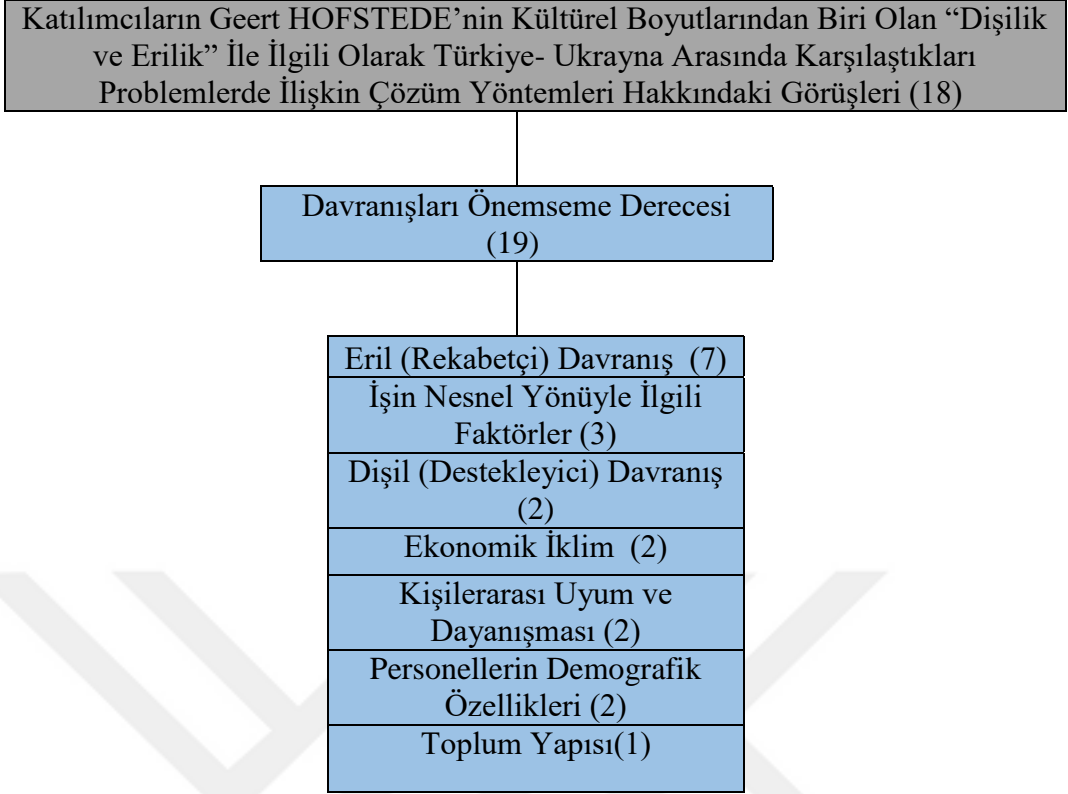 Katılımcıların Geert HOFSTEDE’nin Kültürel Boyutlarından Biri Olan “Dişilik
ve Erilik” İle İlgili Olarak Türkiye- Ukrayna Arasında Karşılaştıkları
Problemlerde İlişkin Çözüm Yöntemleri Hakkındaki Görüşleri (18)
Davranışları Önemseme Derecesi
(19)
Eril (Rekabetçi) Davranış (7)
İşin Nesnel Yönüyle İlgili
Faktörler (3)
Dişil (Destekleyici) Davranış
(2)
Ekonomik İklim (2)
Kişilerarası Uyum ve
Dayanışması (2)
Personellerin Demografik
Özellikleri (2)
Toplum Yapısı(1)